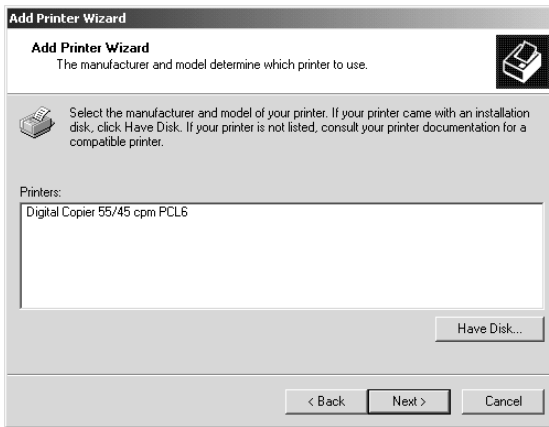 Add Printer Wizard
Add Printer Wizard
The manufacturer and model determine which printer to use.
Select the manufacturer and model of your printer. If your printer came with an installation
disk, click Have Disk. If your printer is not listed, consult your printer documentation for a
compatible printer.
Printers:
Digital Copier 55/45 cpm PCL6
Have Disk...
< Back
Next >
Cancel